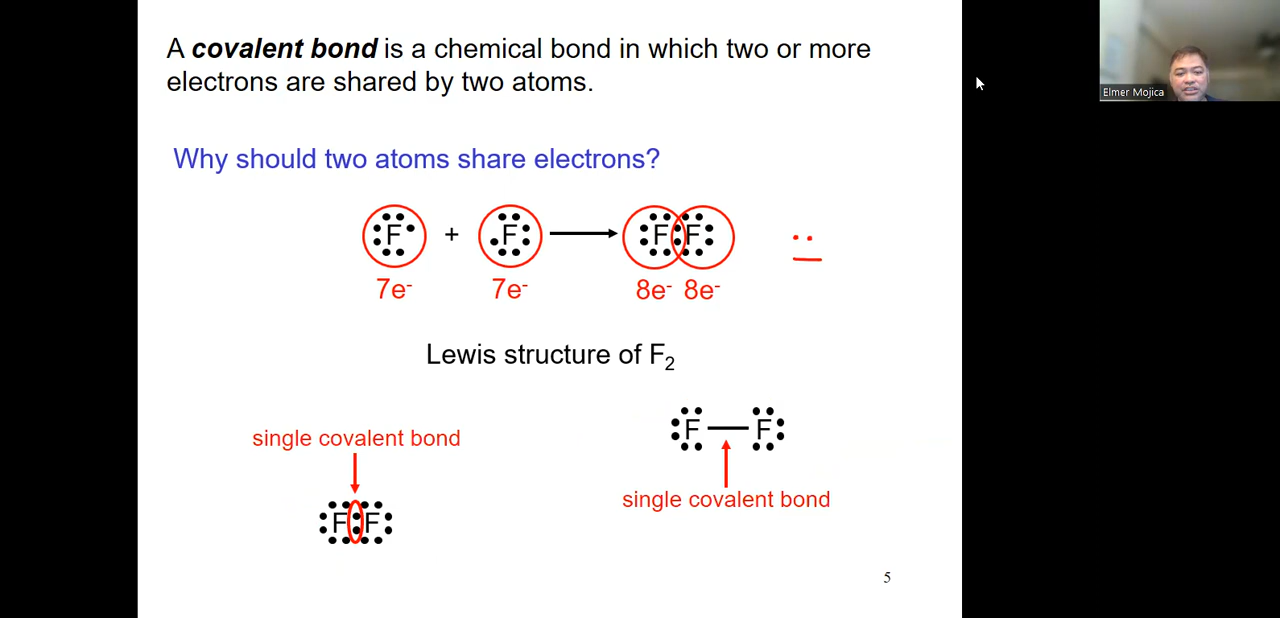 A covalent bond is a chemical bond in which two or more
electrons are shared by two atoms.
Elmer Mojica
Why should two atoms share electrons?
F + F → F F
7e⁻ 7e⁻ 8e⁻ 8e⁻
Lewis structure of F₂
F — F
single covalent bond
single covalent bond
F F
5